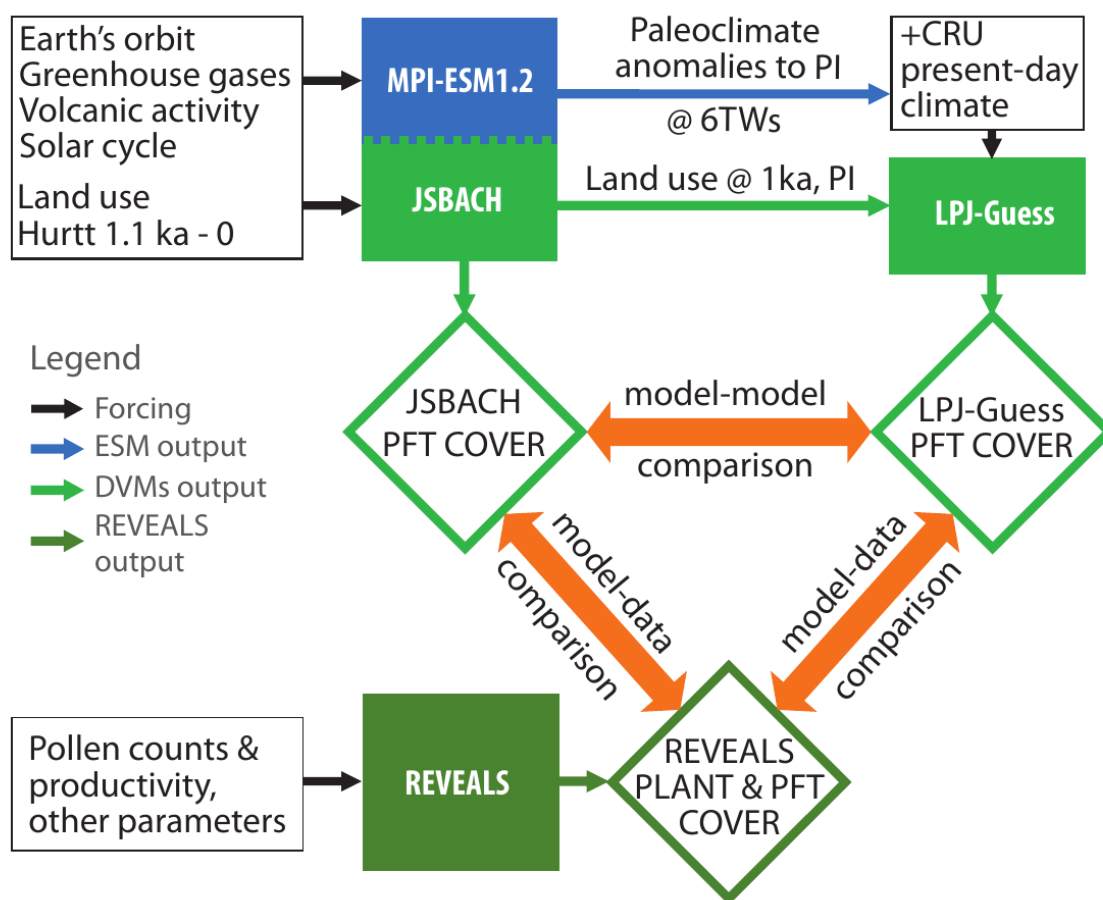 Earth's orbit
Greenhouse gases
Volcanic activity
Solar cycle
Land use
Hurtt 1.1 ka - 0
MPI-ESM1.2
JSBACH
Paleoclimate
anomalies to PI
@ 6TWs
Land use @ 1ka, PI
+CRU
present-day
climate
LPJ-Guess
Legend
Forcing
ESM output
DVMs output
REVEALS
output
JSBACH
PFT COVER
model-model
comparison
LPJ-Guess
PFT COVER
model-data
comparison
model-data
comparison
Pollen counts &
productivity,
other parameters
REVEALS
REVEALS
PLANT & PFT
COVER